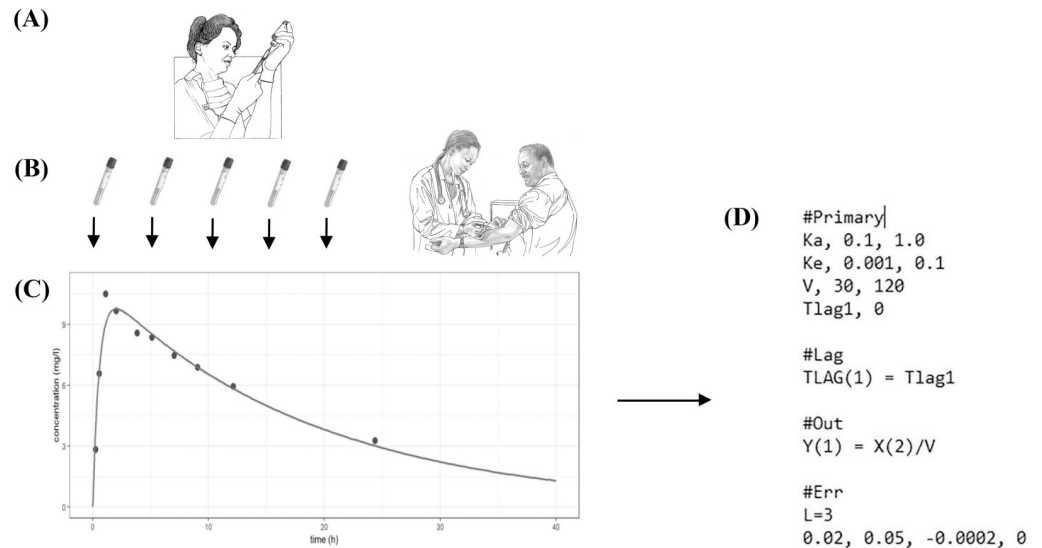 (A)
(B)
(C)
concentration (mg/l)
9
6
3
0
0
10
20
30
40
time (h)
(D)
#Primary
Ka, 0.1, 1.0
Ke, 0.001, 0.1
V, 30, 120
Tlag1, 0
#Lag
TLAG(1) = Tlag1
#Out
Y(1) = X(2)/V
#Err
L=3
0.02, 0.05, -0.0002, 0